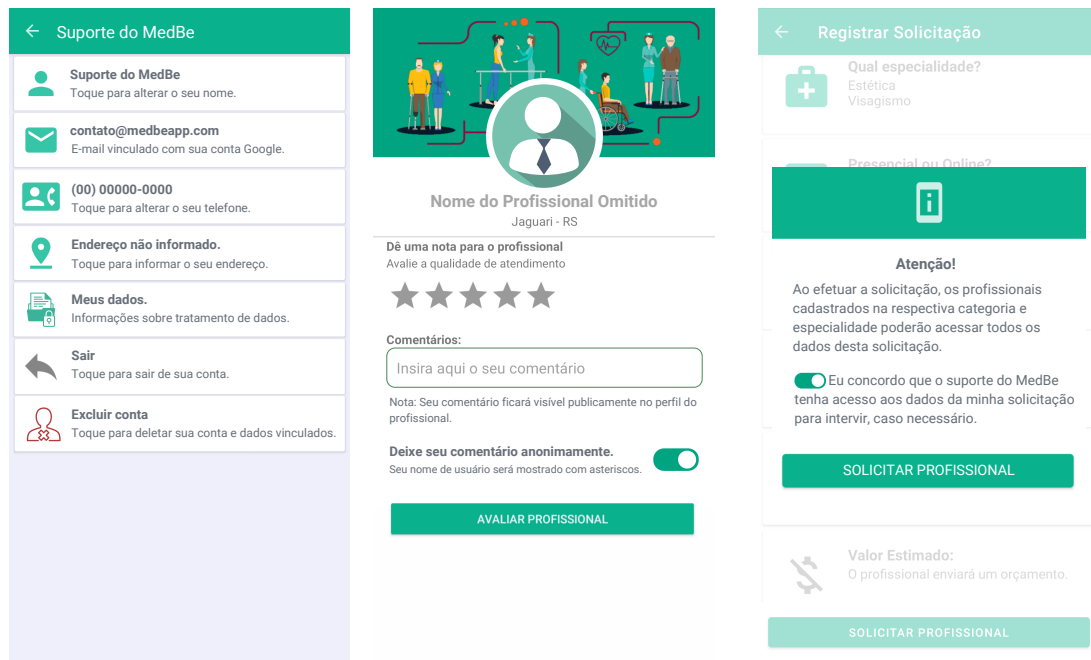 Suporte do MedBe
Suporte do MedBe
Toque para alterar o seu nome.
contato@medbeapp.com
E-mail vinculado com sua conta Google.
(00) 00000-0000
Toque para alterar o seu telefone.
Endereço não informado.
Toque para informar o seu endereço.
Meus dados.
Informações sobre tratamento de dados.
Sair
Toque para sair de sua conta.
Excluir conta
Toque para deletar sua conta e dados vinculados.
Nome do Profissional Omitido
Jaguari - RS
Dê uma nota para o profissional
Avalie a qualidade de atendimento
Comentários:
Insira aqui o seu comentário
Nota: Seu comentário ficará visível publicamente no perfil do
profissional.
Deixe seu comentário anonimamente.
Seu nome de usuário será mostrado com asteriscos.
AVALIAR PROFISSIONAL
Registrar Solicitação
Qual especialidade?
Estética
Visagismo
Presencial ou Online?
Atenção!
Ao efetuar a solicitação, os profissionais
cadastrados na respectiva categoria e
especialidade poderão acessar todos os
dados desta solicitação.
Eu concordo que o suporte do MedBe
tenha acesso aos dados da minha solicitação
para intervir, caso necessário.
SOLICITAR PROFISSIONAL
Valor Estimado:
O profissional enviará um orçamento.
SOLICITAR PROFISSIONAL